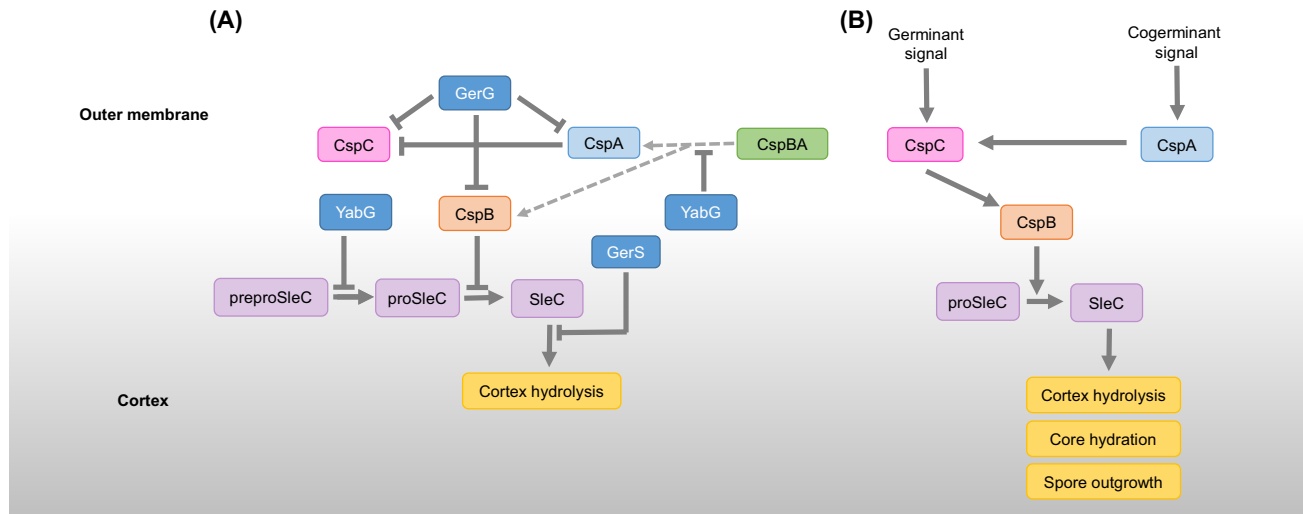 (A)
Outer membrane
GerG
CspC
CspA
CspBA
YabG
CspB
YabG
GerS
preproSleC
proSleC
SleC
Cortex hydrolysis
Cortex
(B)
Germinant
signal
Cogerminant
signal
CspC
CspA
CspB
proSleC
SleC
Cortex hydrolysis
Core hydration
Spore outgrowth